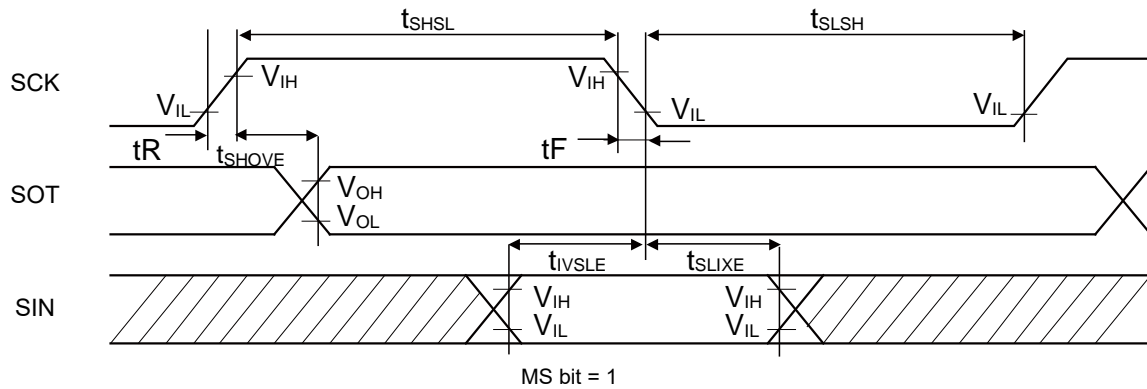 tSHSL tSLSH
SCK VIH VIH
VIL VIL VIL
tR tSHOVE tF
SOT VOH
VOL
tIVSLE tSLIXE
SIN VIH VIH
VIL VIL
MS bit = 1